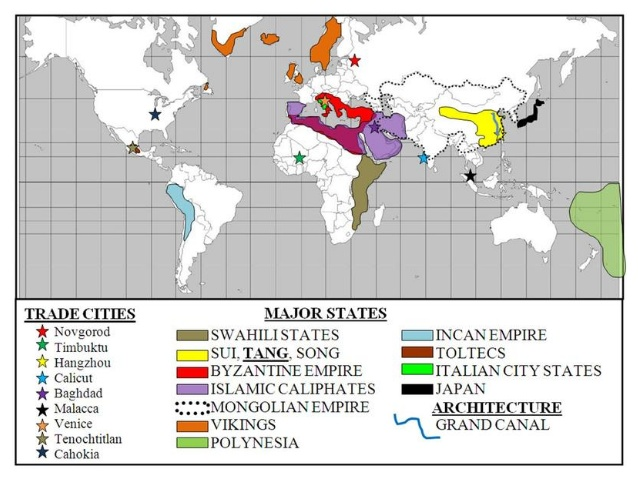 TRADE CITIES
Novgorod
Timbuktu
Hangzhou
Calicut
Baghdad
Malacca
Venice
Tenochtitlan
Cahokia
MAJOR STATES
SWAHILI STATES
SUI, TANG, SONG
BYZANTINE EMPIRE
ISLAMIC CALIPHATES
MONGOLIAN EMPIRE
VIKINGS
POLYNESIA
INCAN EMPIRE
TOLTECS
ITALIAN CITY STATES
JAPAN
ARCHITECTURE
GRAND CANAL